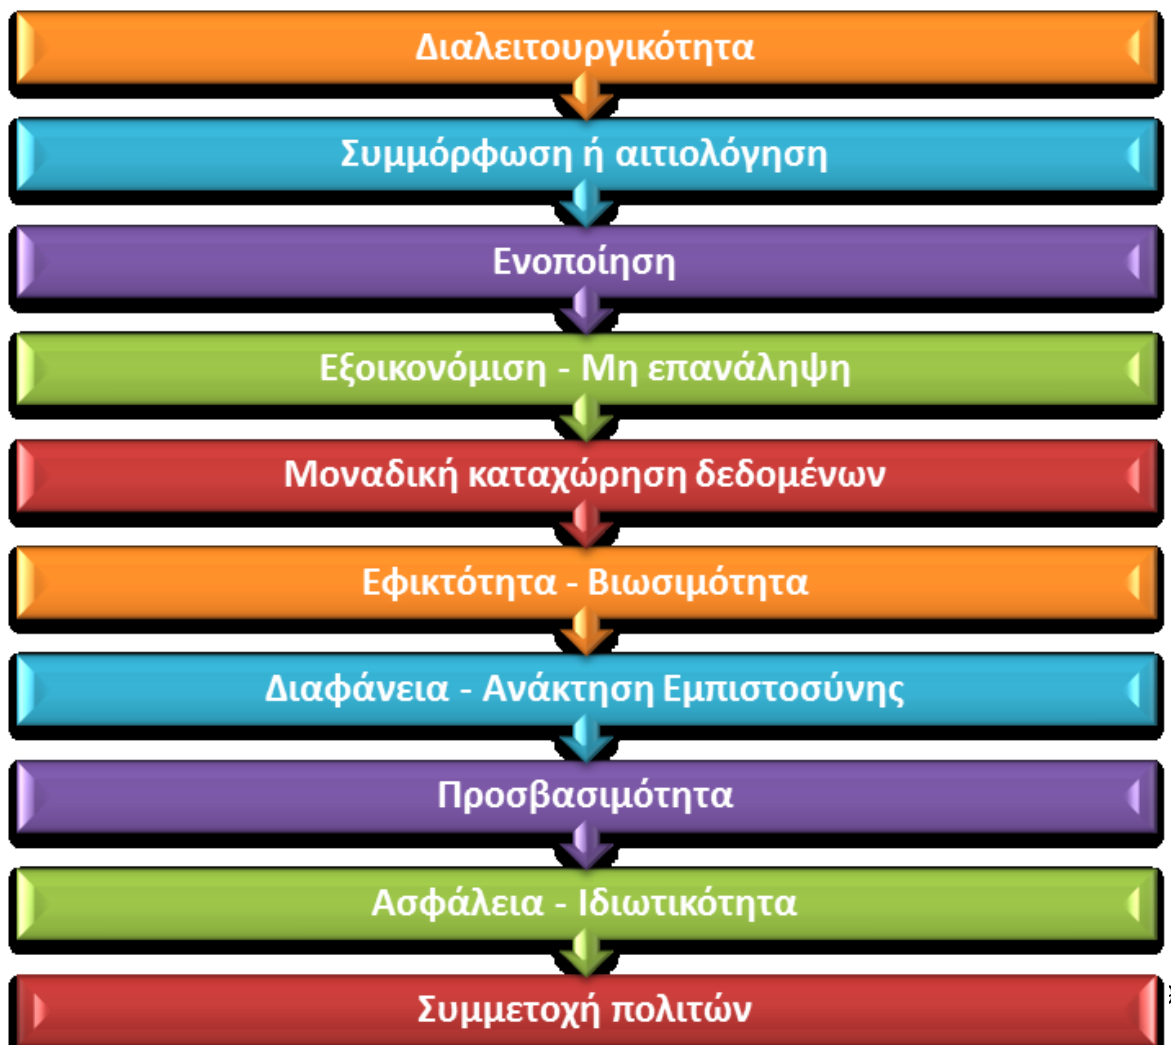 Διαλειτουργικότητα
Συμμόρφωση ή αιτιολόγηση
Ενοποίηση
Εξοικονόμιση - Μη επανάληψη
Μοναδική καταχώρηση δεδομένων
Εφικτότητα - Βιωσιμότητα
Διαφάνεια - Ανάκτηση Εμπιστοσύνης
Προσβασιμότητα
Ασφάλεια - Ιδιωτικότητα
Συμμετοχή πολιτών